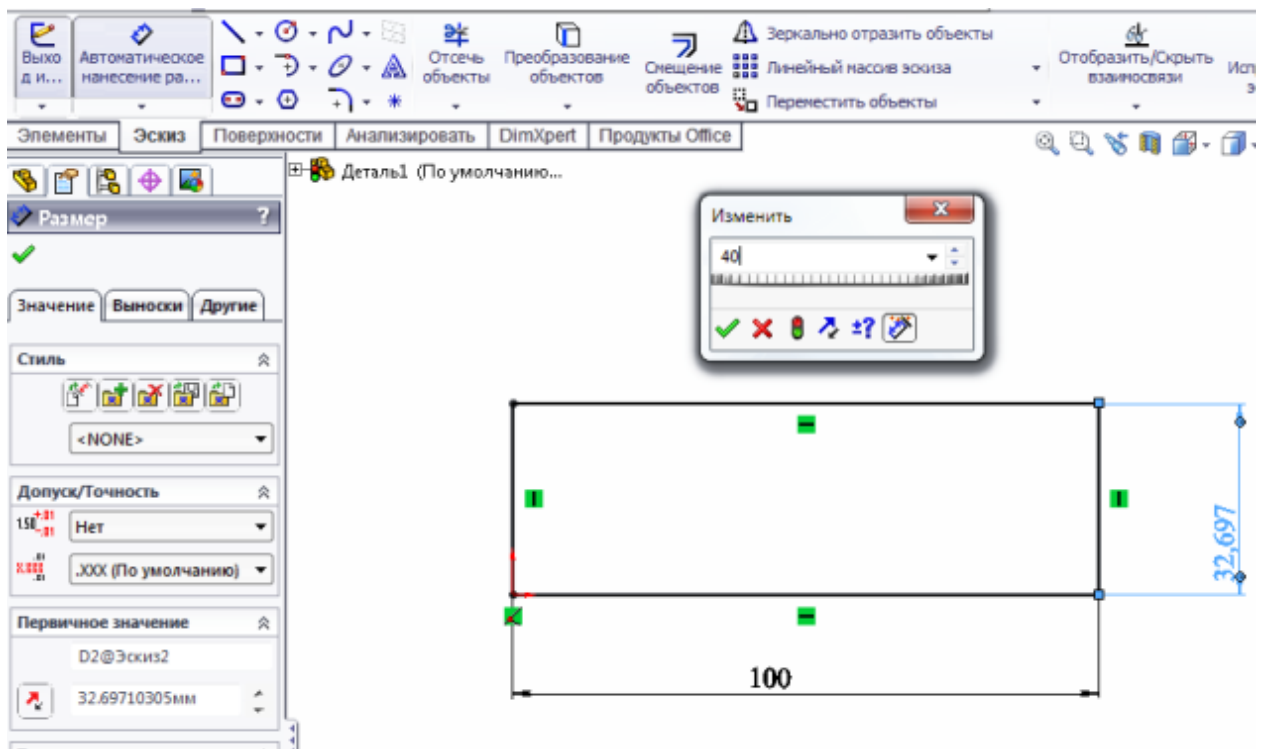 Выхо
д и...
Автоматическое
нанесение ра...
Отсечь
объекты
Преобразование
объектов
Смещение
объектов
Зеркально отразить объекты
Линейный массив эскиза
Переместить объекты
Отобразить/Скрыть
взаимосвязи
Исп
э
Элементы Эскиз Поверхности Анализировать DimXpert Продукты Office
Деталь1 (По умолчанию...
Размер ?
Значение Выноски Другие
Стиль
<NONE>
Допуск/Точность
Нет
.XXX (По умолчанию)
Первичное значение
D2@Эскиз2
32.69710305мм
Изменить
40
±?
32,697
100